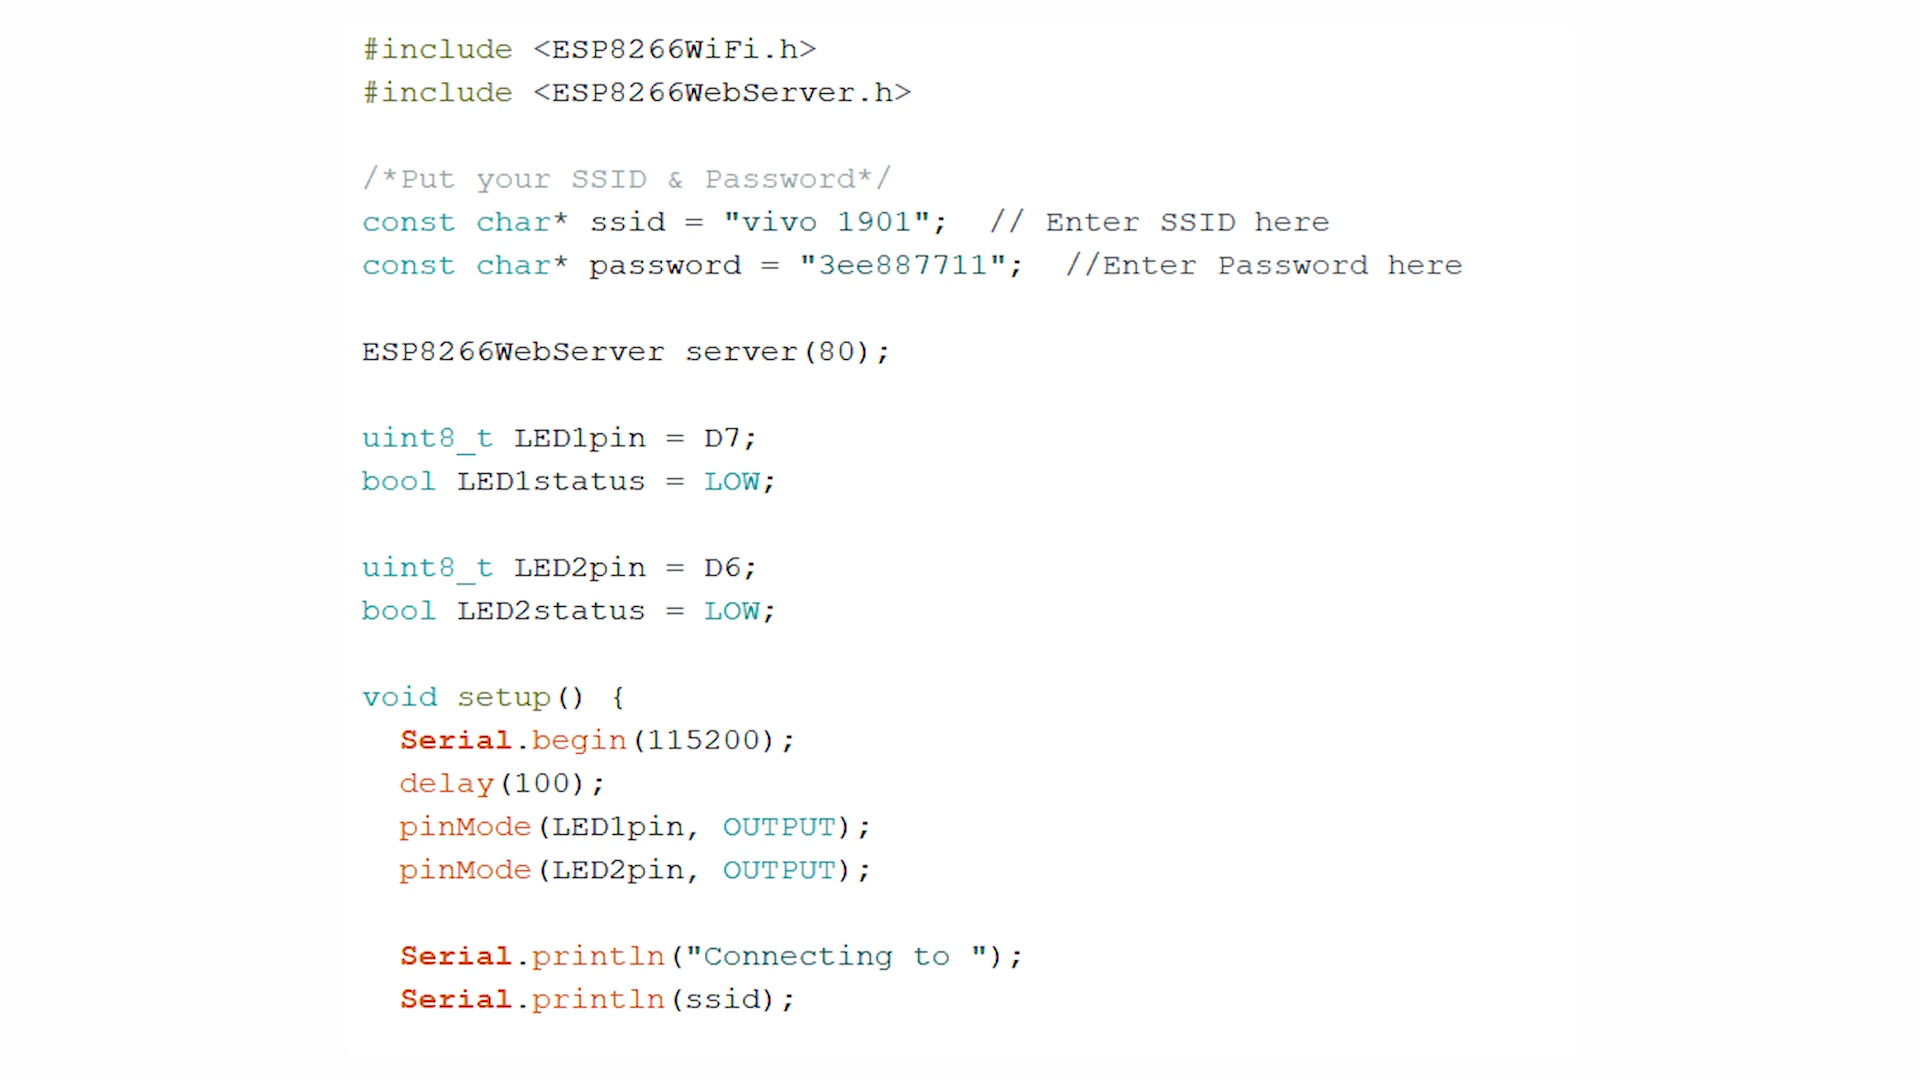 #include <ESP8266WiFi.h>
#include <ESP8266WebServer.h>
/*Put your SSID & Password*/
const char* ssid = "vivo 1901";  // Enter SSID here
const char* password = "3ee887711";  //Enter Password here
ESP8266WebServer server(80);
uint8_t LED1pin = D7;
bool LED1status = LOW;
uint8_t LED2pin = D6;
bool LED2status = LOW;
void setup() {
  Serial.begin(115200);
  delay(100);
  pinMode(LED1pin, OUTPUT);
  pinMode(LED2pin, OUTPUT);
  Serial.println("Connecting to ");
  Serial.println(ssid);